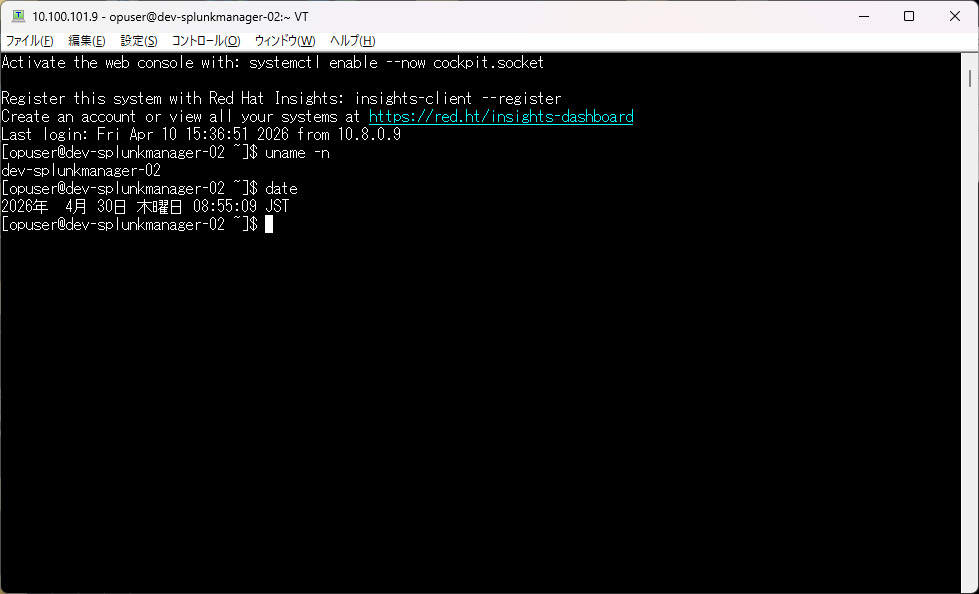 10.100.101.9 - opuser@dev-splunkmanager-02:~ VT
ファイル(F) 編集(E) 設定(S) コントロール(O) ウィンドウ(W) ヘルプ(H)
Activate the web console with: systemctl enable --now cockpit.socket
Register this system with Red Hat Insights: insights-client --register
Create an account or view all your systems at https://red.ht/insights-dashboard
Last login: Fri Apr 10 15:36:51 2026 from 10.8.0.9
[opuser@dev-splunkmanager-02 ~]$ uname -n
dev-splunkmanager-02
[opuser@dev-splunkmanager-02 ~]$ date
2026年  4月 30日 木曜日 08:55:09 JST
[opuser@dev-splunkmanager-02 ~]$